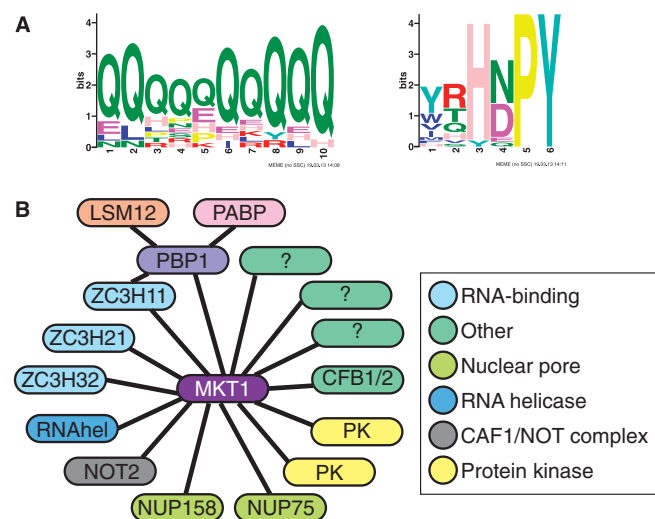 A
4
3
2
1
0
bits
QQQQQQQQQQ
1 2 3 4 5 6 7 8 9 10
MEME (no SSC) 19.03.13 14:08
4
3
2
1
0
bits
YRHNPY
D
1 2 3 4 5 6
MEME (no SSC) 19.03.13 14:11
B
LSM12
PABP
PBP1
?
ZC3H11
?
ZC3H21
?
ZC3H32
MKT1
CFB1/2
RNAhel
PK
NOT2
PK
NUP158
NUP75
RNA-binding
Other
Nuclear pore
RNA helicase
CAF1/NOT complex
Protein kinase